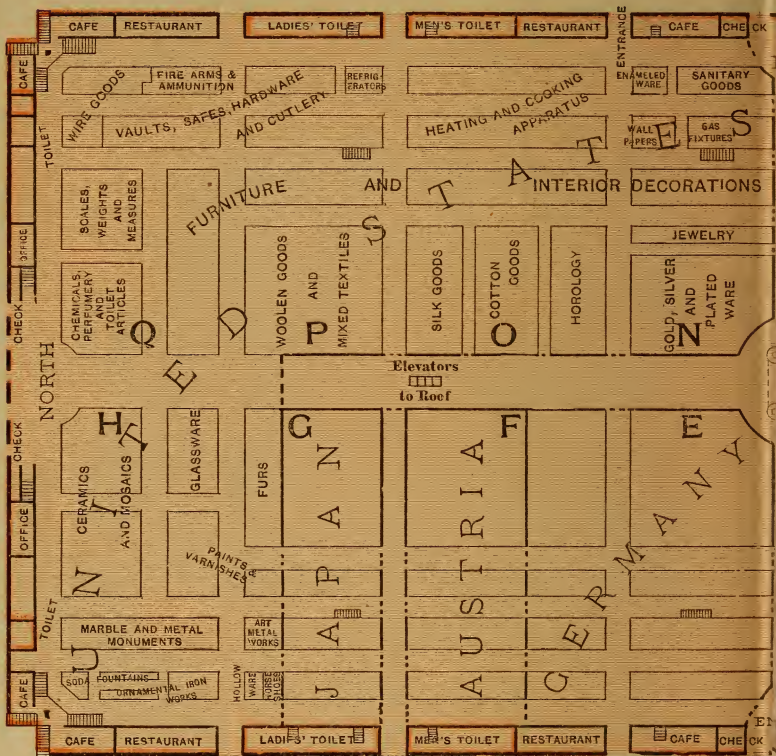 CAFE
RESTAURANT
LADIES' TOILET
MEN'S TOILET
RESTAURANT
ENTRANCE
CAFE
CHECK
CAFE
WIRE GOODS
FIRE ARMS &
AMMUNITION
REFRIG-
ERATORS
ENAMELED
WARE
SANITARY
GOODS
VAULTS, SAFES, HARDWARE
AND CUTLERY
HEATING AND COOKING
APPARATUS
WALL
PAPERS
GAS
FIXTURES
TOILET
SCALES,
WEIGHTS
AND
MEASURES
FURNITURE AND INTERIOR DECORATIONS
UNITED STATES
OFFICE
JEWELRY
CHEMICALS,
PERFUMERY
AND
TOILET
ARTICLES
WOOLEN GOODS
AND
MIXED TEXTILES
SILK GOODS
COTTON
GOODS
HOROLOGY
GOLD, SILVER
AND
PLATED
WARE
CHECK
Q
P
O
N
NORTH
Elevators
to Roof
CHECK
H
G
F
E
CERAMICS
AND MOSAICS
GLASSWARE
FURS
JAPAN
AUSTRIA
GERMANY
OFFICE
PAINTS &
VARNISHES
TOILET
MARBLE AND METAL
MONUMENTS
ART
METAL
WORKS
CAFE
SODA FOUNTAINS
ORNAMENTAL IRON
WORKS
HOLLOW
WARE
HORSE
SHOES
CAFE
RESTAURANT
LADIES' TOILET
MEN'S TOILET
RESTAURANT
CAFE
CHECK